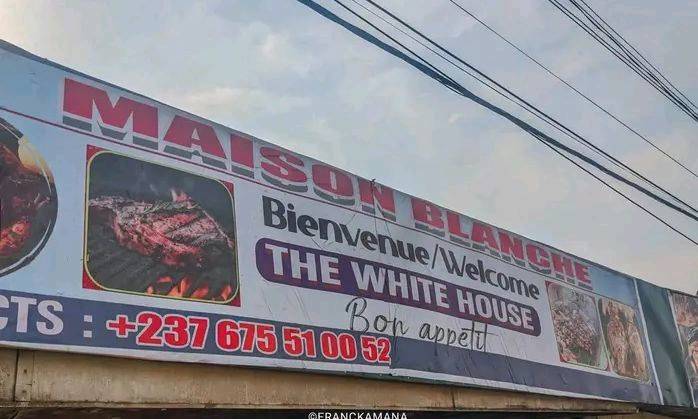 MAISON BLANCHE
Bienvenue/Welcome
THE WHITE HOUSE
Bon appetit
CTS : +237 675 51 00 52
©FRANCKAMANA